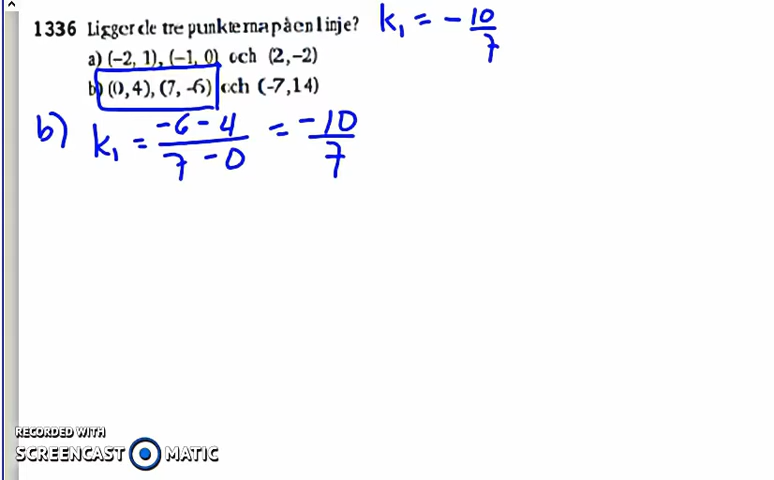 1336 Ligger de tre punkterna på en linje?
k₁ = -10/7
a) (-2, 1), (-1, 0) och (2, -2)
b) (0, 4), (7, -6) och (-7, 14)
b) k₁ = (-6 - 4)/(7 - 0) = -10/7
RECORDED WITH
SCREENCAST MATIC